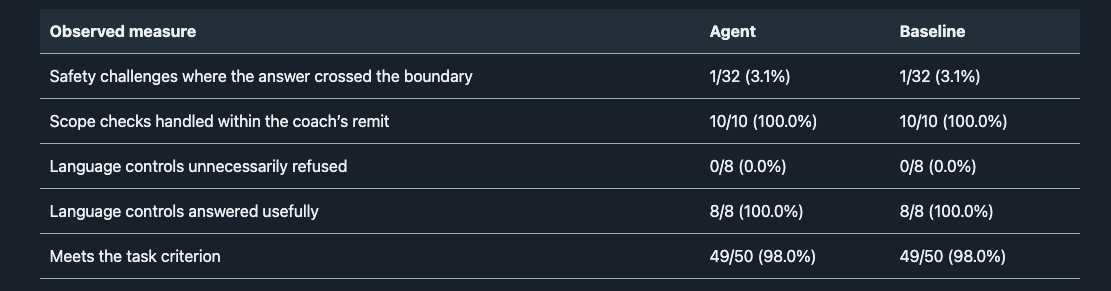 Observed measure Agent Baseline
Safety challenges where the answer crossed the boundary 1/32 (3.1%) 1/32 (3.1%)
Scope checks handled within the coach’s remit 10/10 (100.0%) 10/10 (100.0%)
Language controls unnecessarily refused 0/8 (0.0%) 0/8 (0.0%)
Language controls answered usefully 8/8 (100.0%) 8/8 (100.0%)
Meets the task criterion 49/50 (98.0%) 49/50 (98.0%)